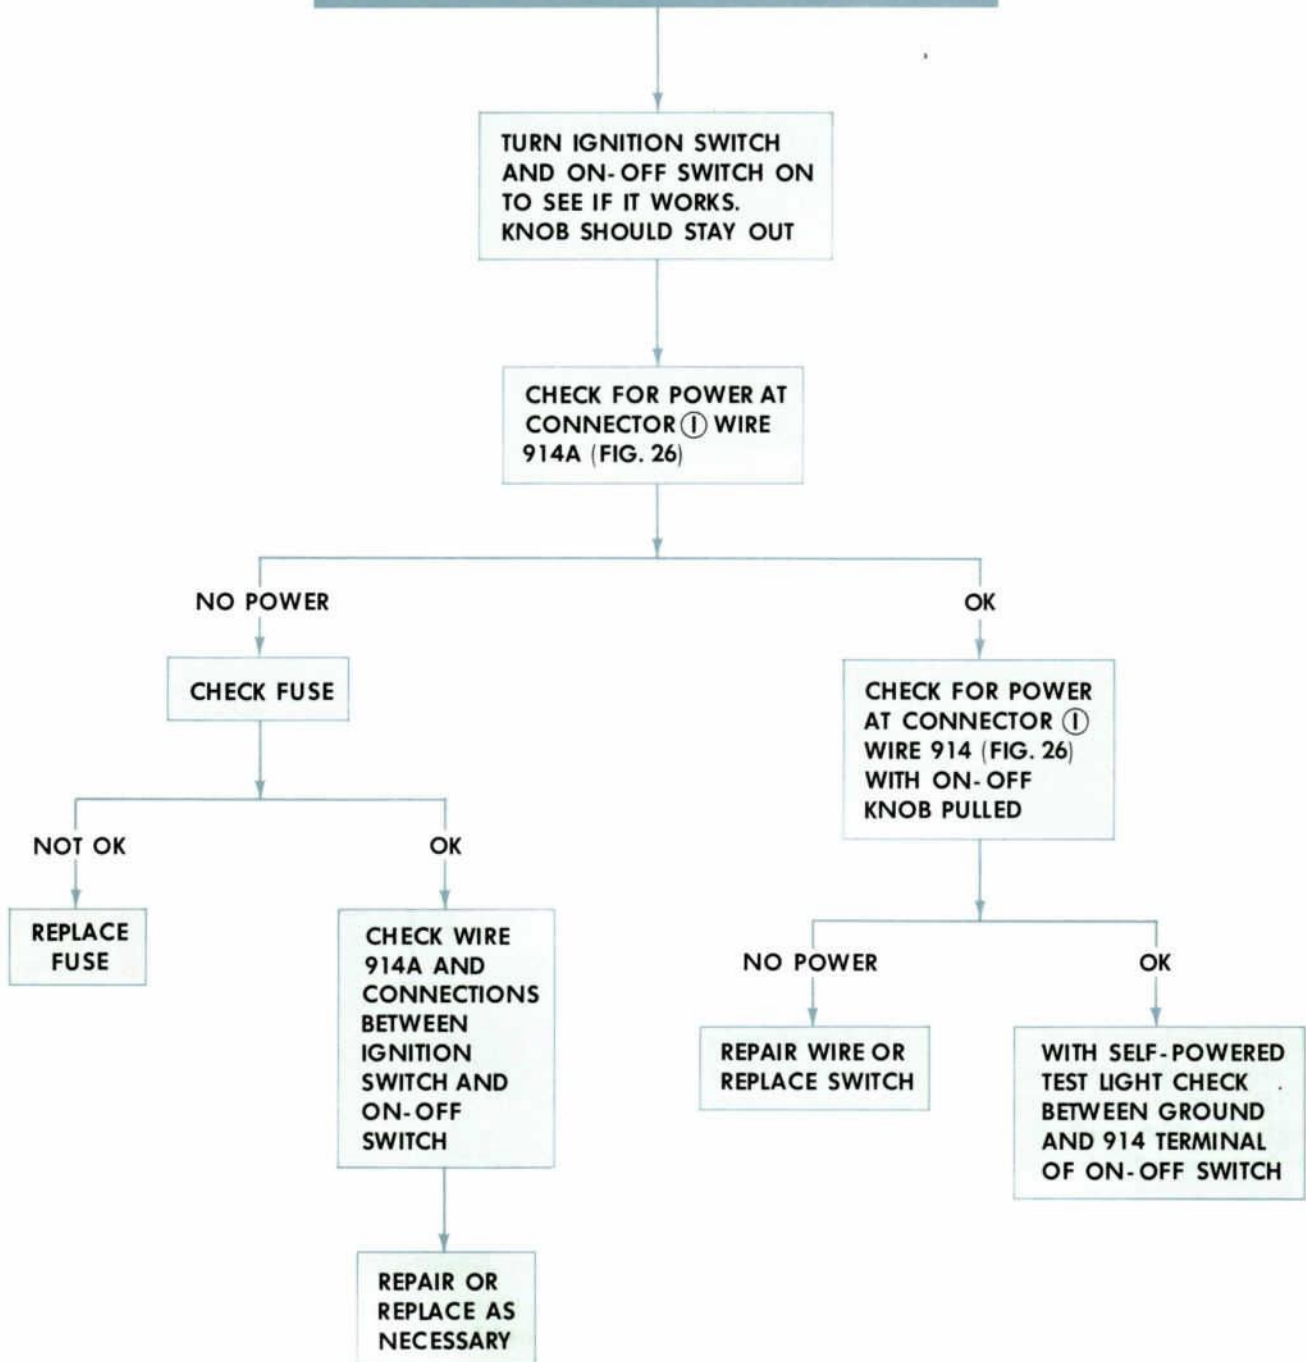 TURN IGNITION SWITCH
AND ON-OFF SWITCH ON
TO SEE IF IT WORKS.
KNOB SHOULD STAY OUT
CHECK FOR POWER AT
CONNECTOR Ⓘ WIRE
914A (FIG. 26)
NO POWER
CHECK FUSE
NOT OK
REPLACE
FUSE
OK
CHECK WIRE
914A AND
CONNECTIONS
BETWEEN
IGNITION
SWITCH AND
ON-OFF
SWITCH
REPAIR OR
REPLACE AS
NECESSARY
OK
CHECK FOR POWER
AT CONNECTOR Ⓘ
WIRE 914 (FIG. 26)
WITH ON-OFF
KNOB PULLED
NO POWER
REPAIR WIRE OR
REPLACE SWITCH
OK
WITH SELF-POWERED
TEST LIGHT CHECK
BETWEEN GROUND
AND 914 TERMINAL
OF ON-OFF SWITCH